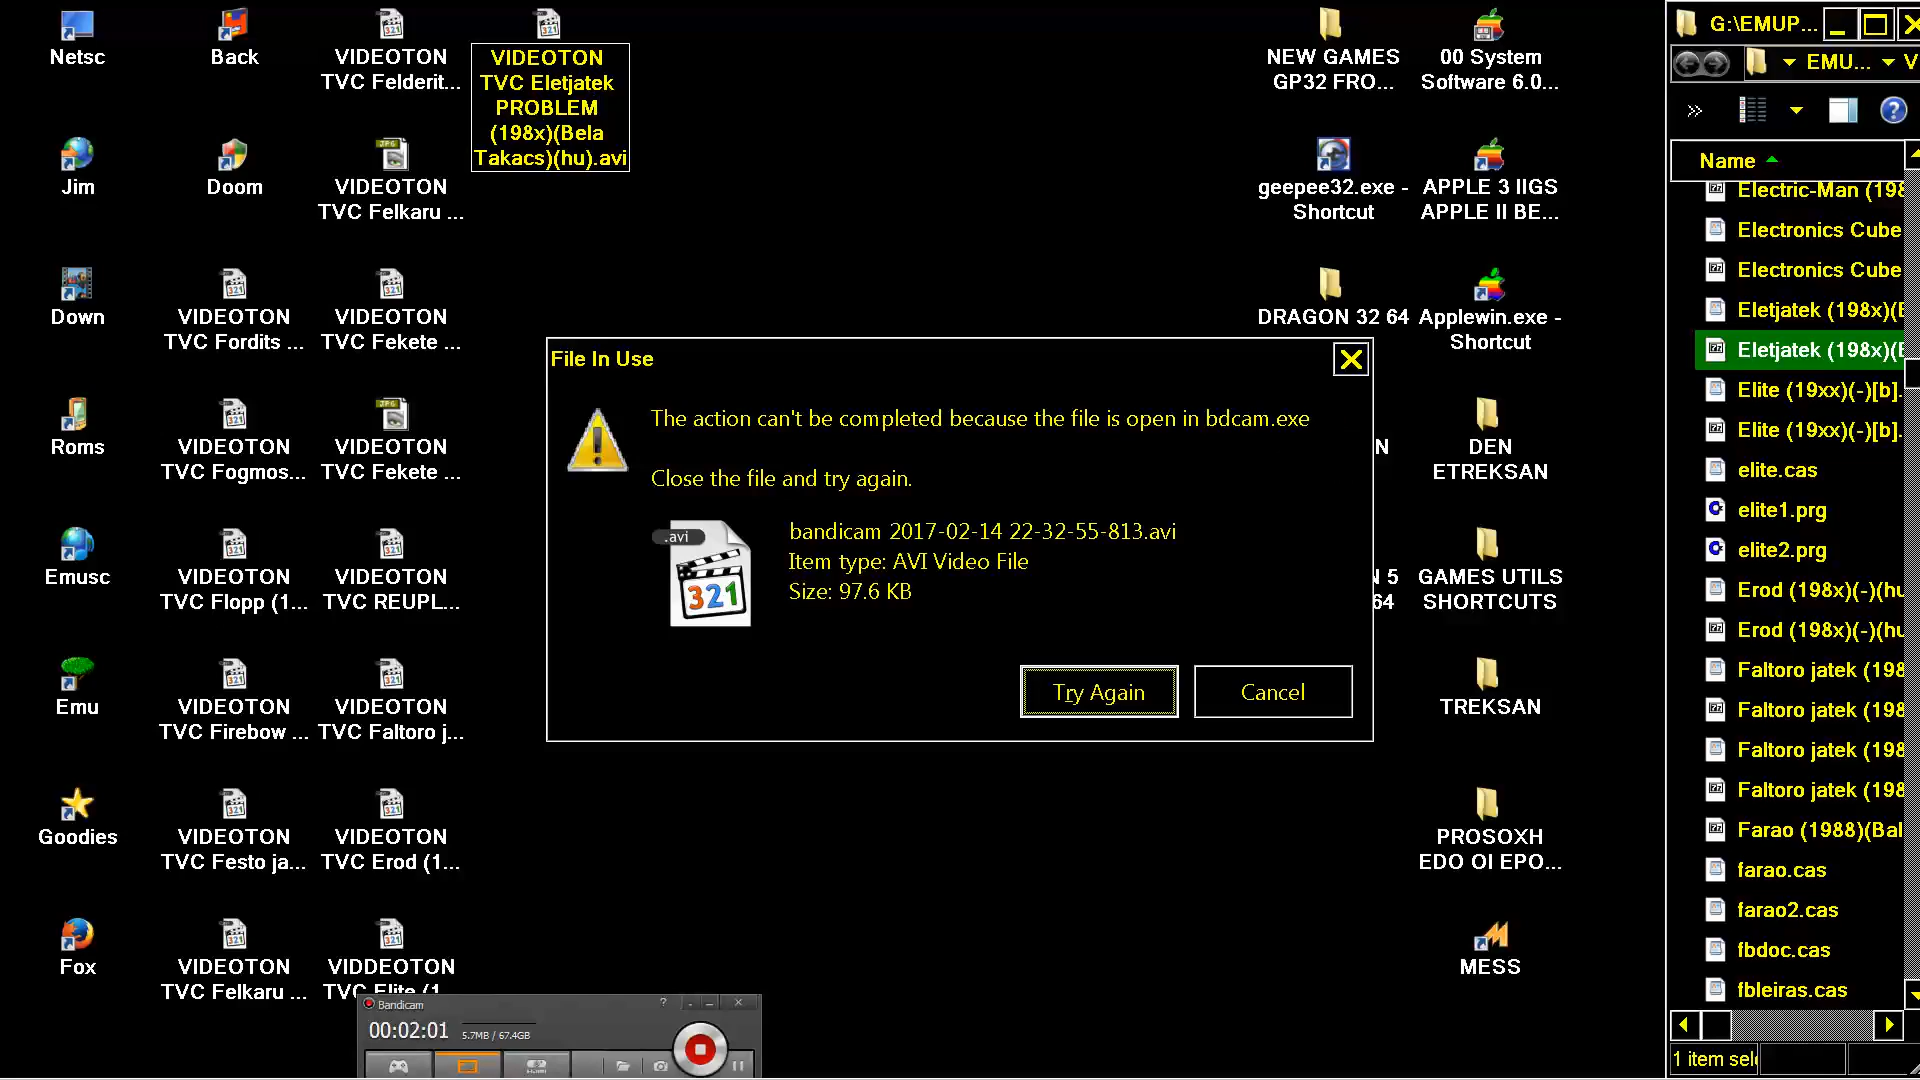 Netsc
Back
VIDEOTON
TVC Felderit...
VIDEOTON
TVC Eletjatek
PROBLEM
(198x)(Bela
Takacs)(hu).avi
NEW GAMES
GP32 FRO...
00 System
Software 6.0...
Jim
Doom
JPG
VIDEOTON
TVC Felkaru ...
geepee32.exe -
Shortcut
APPLE 3 IIGS
APPLE II BE...
Down
VIDEOTON
TVC Fordits ...
VIDEOTON
TVC Fekete ...
DRAGON 32 64
Applewin.exe -
Shortcut
Roms
VIDEOTON
TVC Fogmos...
JPG
VIDEOTON
TVC Fekete ...
N
DEN
ETREKSAN
Emusc
VIDEOTON
TVC Flopp (1...
VIDEOTON
TVC REUPL...
N 5
64
GAMES UTILS
SHORTCUTS
Emu
VIDEOTON
TVC Firebow ...
VIDEOTON
TVC Faltoro j...
TREKSAN
Goodies
VIDEOTON
TVC Festo ja...
VIDEOTON
TVC Erod (1...
PROSOXH
EDO OI EPO...
Fox
VIDEOTON
TVC Felkaru ...
VIDDEOTON
TVC Elite (1...
MESS
File In Use
The action can't be completed because the file is open in bdcam.exe
Close the file and try again.
.avi
321
bandicam 2017-02-14 22-32-55-813.avi
Item type: AVI Video File
Size: 97.6 KB
Try Again
Cancel
Bandicam
00:02:01
5.7MB / 67.4GB
G:\EMUP...
EMU...
V
Name
Electric-Man (198
Electronics Cube
Electronics Cube
Eletjatek (198x)(B
Eletjatek (198x)(B
Elite (19xx)(-)[b].
Elite (19xx)(-)[b].
elite.cas
elite1.prg
elite2.prg
Erod (198x)(-)(hu
Erod (198x)(-)(hu
Faltoro jatek (198
Faltoro jatek (198
Faltoro jatek (198
Faltoro jatek (198
Farao (1988)(Bal
farao.cas
farao2.cas
fbdoc.cas
fbleiras.cas
1 item sele